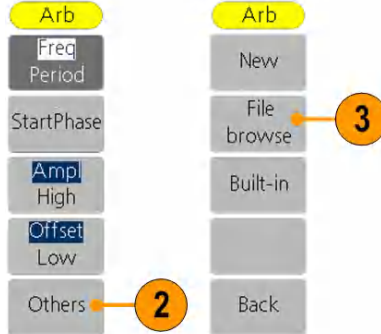 Arb
Freq
Period
StartPhase
Ampl
High
Offset
Low
Others
2
Arb
New
File
browse
3
Built-in
Back